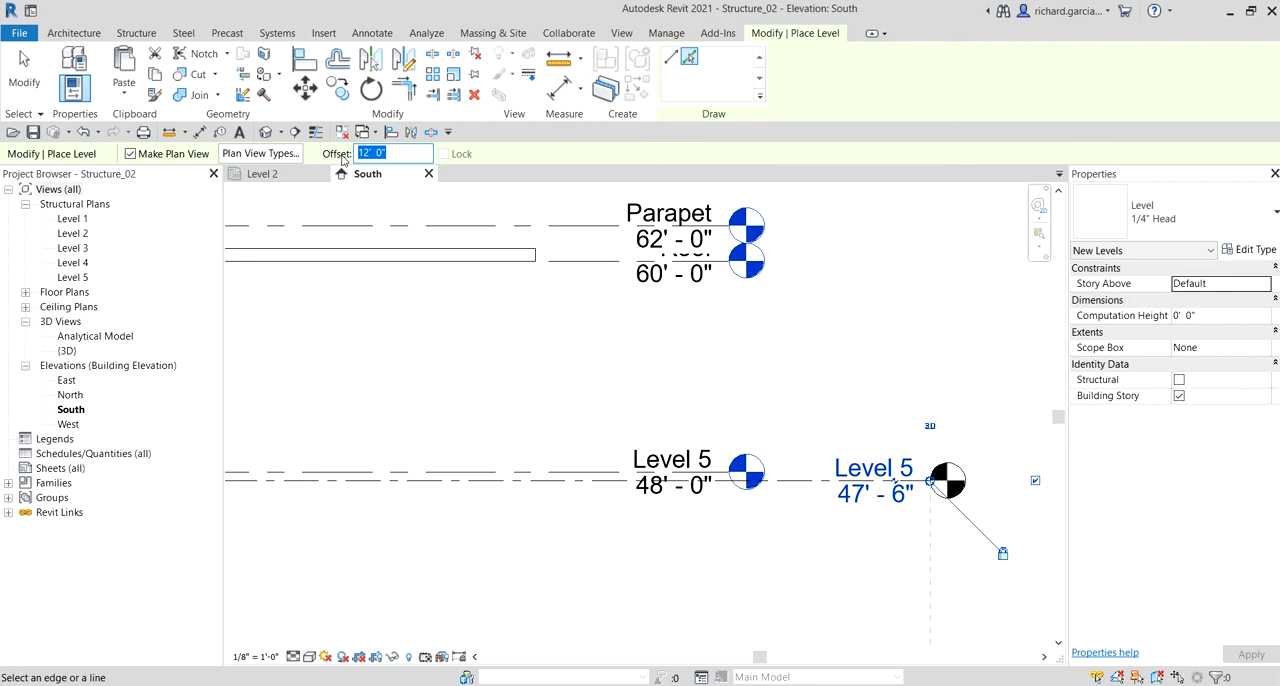 Autodesk Revit 2021 - Structure_02 - Elevation: South
richard.garcia...
File Architecture Structure Steel Precast Systems Insert Annotate Analyze Massing & Site Collaborate View Manage Add-Ins Modify | Place Level
Modify
Paste
Notch
Cut
Join
Select Properties Clipboard Geometry Modify View Measure Create Draw
Modify | Place Level Make Plan View Plan View Types... Offset: 12' 0" Lock
Project Browser - Structure_02
Level 2
South
Properties
Views (all)
Structural Plans
Level 1
Level 2
Level 3
Level 4
Level 5
Floor Plans
Ceiling Plans
3D Views
Analytical Model
{3D}
Elevations (Building Elevation)
East
North
South
West
Legends
Schedules/Quantities (all)
Sheets (all)
Families
Groups
Revit Links
Parapet
62' - 0"
60' - 0"
Level 5
48' - 0"
3D
Level 5
47' - 6"
2D
Level
1/4" Head
New Levels Edit Type
Constraints
Story Above Default
Dimensions
Computation Height 0' 0"
Extents
Scope Box None
Identity Data
Structural
Building Story
Properties help Apply
1/8" = 1'-0"
Select an edge or a line :0 Main Model :0